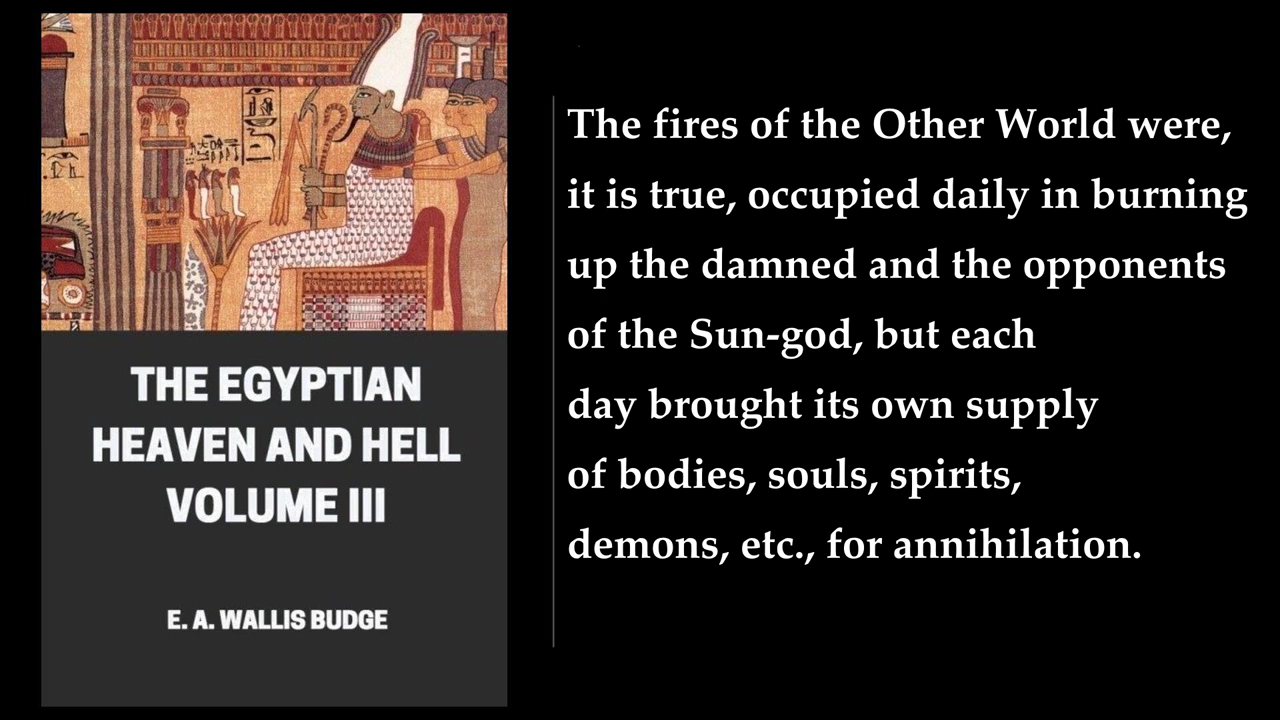 THE EGYPTIAN
HEAVEN AND HELL
VOLUME III
E. A. WALLIS BUDGE
The fires of the Other World were,
it is true, occupied daily in burning
up the damned and the opponents
of the Sun-god, but each
day brought its own supply
of bodies, souls, spirits,
demons, etc., for annihilation.